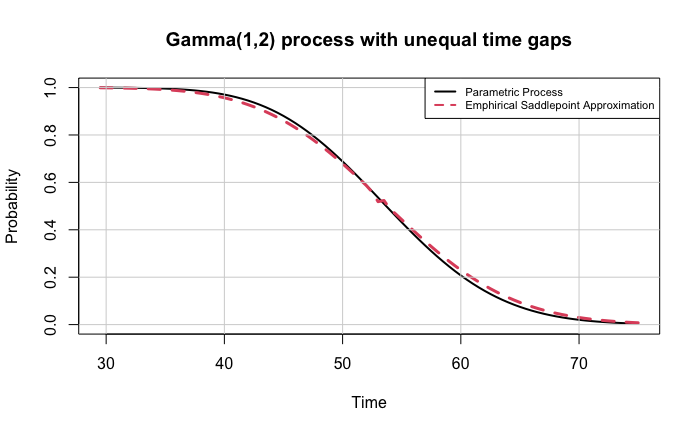 Gamma(1,2) process with unequal time gaps
Parametric Process
Emphirical Saddlepoint Approximation
Probability
1.0
0.8
0.6
0.4
0.2
0.0
30 40 50 60 70
Time